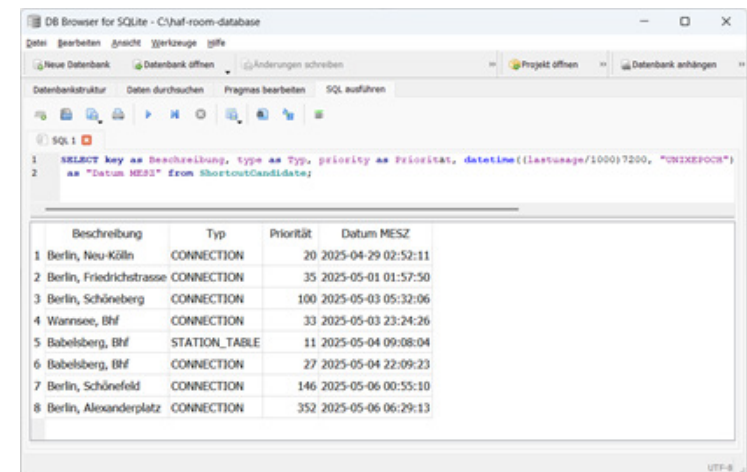 DB Browser for SQLite - C:\haf-room-database
Datei Bearbeiten Ansicht Werkzeuge Hilfe
Neue Datenbank Datenbank öffnen Änderungen schreiben Projekt öffnen Datenbank anhängen
Datenbankstruktur Daten durchsuchen Pragmas bearbeiten SQL ausführen
SQL 1
1 SELECT key as Beschreibung, type as Typ, priority as Priorität, datetime((lastusage/1000)7200, "UNIXEPOCH")
2 as "Datum MESZ" from ShortcutCandidate;
Beschreibung Typ Priorität Datum MESZ
1 Berlin, Neu-Kölln CONNECTION 20 2025-04-29 02:52:11
2 Berlin, Friedrichstrasse CONNECTION 35 2025-05-01 01:57:50
3 Berlin, Schöneberg CONNECTION 100 2025-05-03 05:32:06
4 Wannsee, Bhf CONNECTION 33 2025-05-03 23:24:26
5 Babelsberg, Bhf STATION_TABLE 11 2025-05-04 09:08:04
6 Babelsberg, Bhf CONNECTION 27 2025-05-04 22:09:23
7 Berlin, Schönefeld CONNECTION 146 2025-05-06 00:55:10
8 Berlin, Alexanderplatz CONNECTION 352 2025-05-06 06:29:13
UTF-8